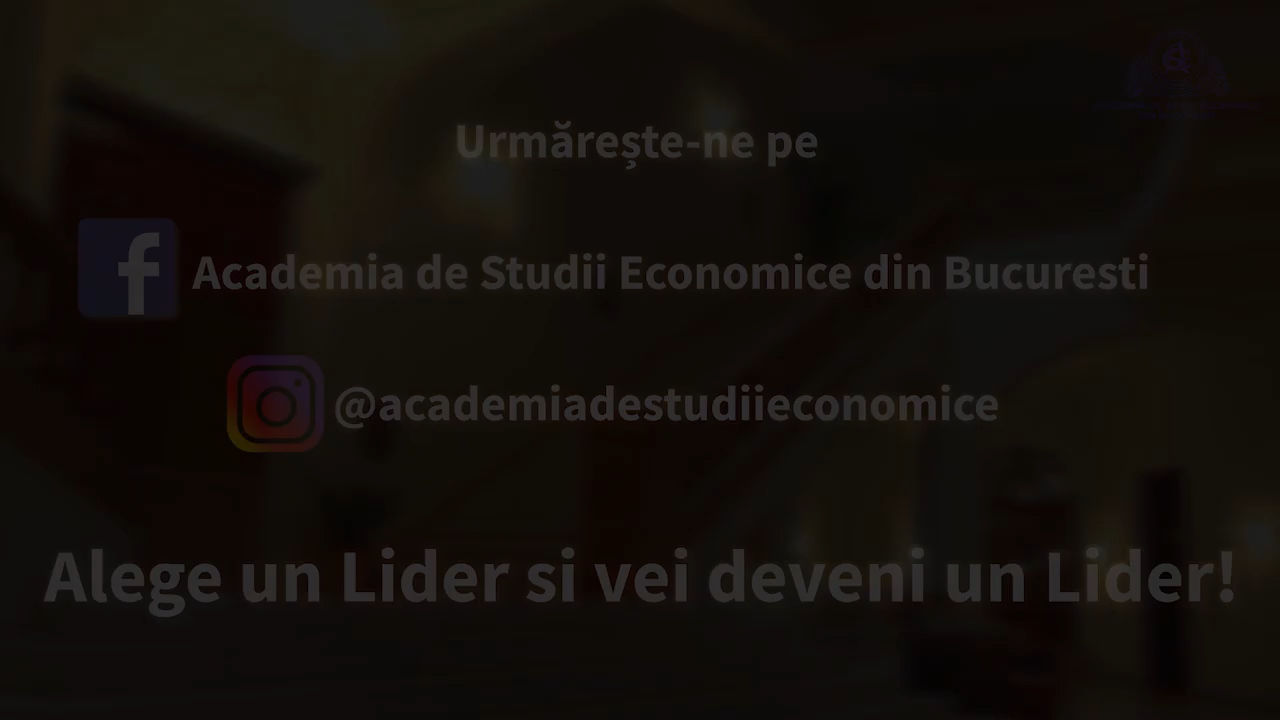 Urmărește-ne pe
Academia de Studii Economice din Bucuresti
@academiadestudiieconomice
Alege un Lider si vei deveni un Lider!